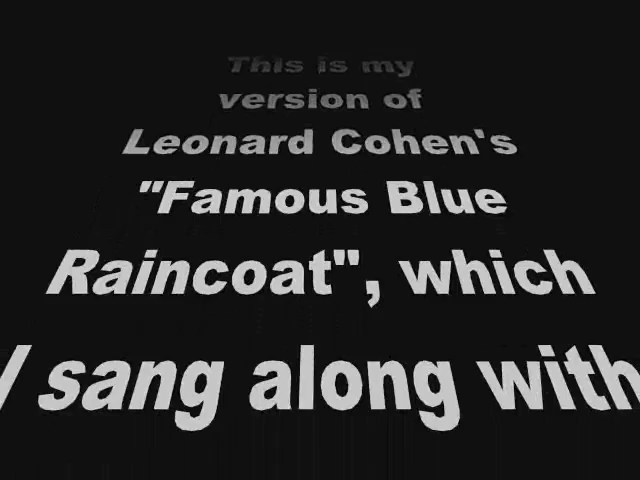 This is my
version of
Leonard Cohen's
"Famous Blue
Raincoat", which
I sang along with